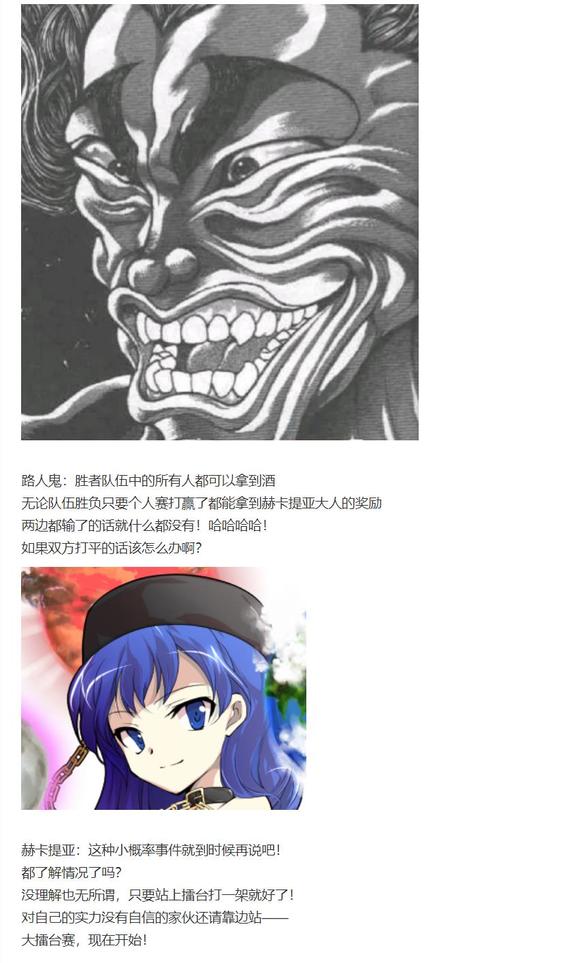 路人鬼：胜者队伍中的所有人都可以拿到酒
无论队伍胜负只要个人赛打赢了都能拿到赫卡提亚大人的奖励
两边都输了的话就什么都没有！哈哈哈哈！
如果双方打平的话该怎么办啊？
赫卡提亚：这种小概率事件就到时候再说吧！
都了解情况了吗？
没理解也无所谓，只要站上擂台打一架就好了！
对自己的实力没有自信的家伙还请靠边站——
大擂台赛，现在开始！